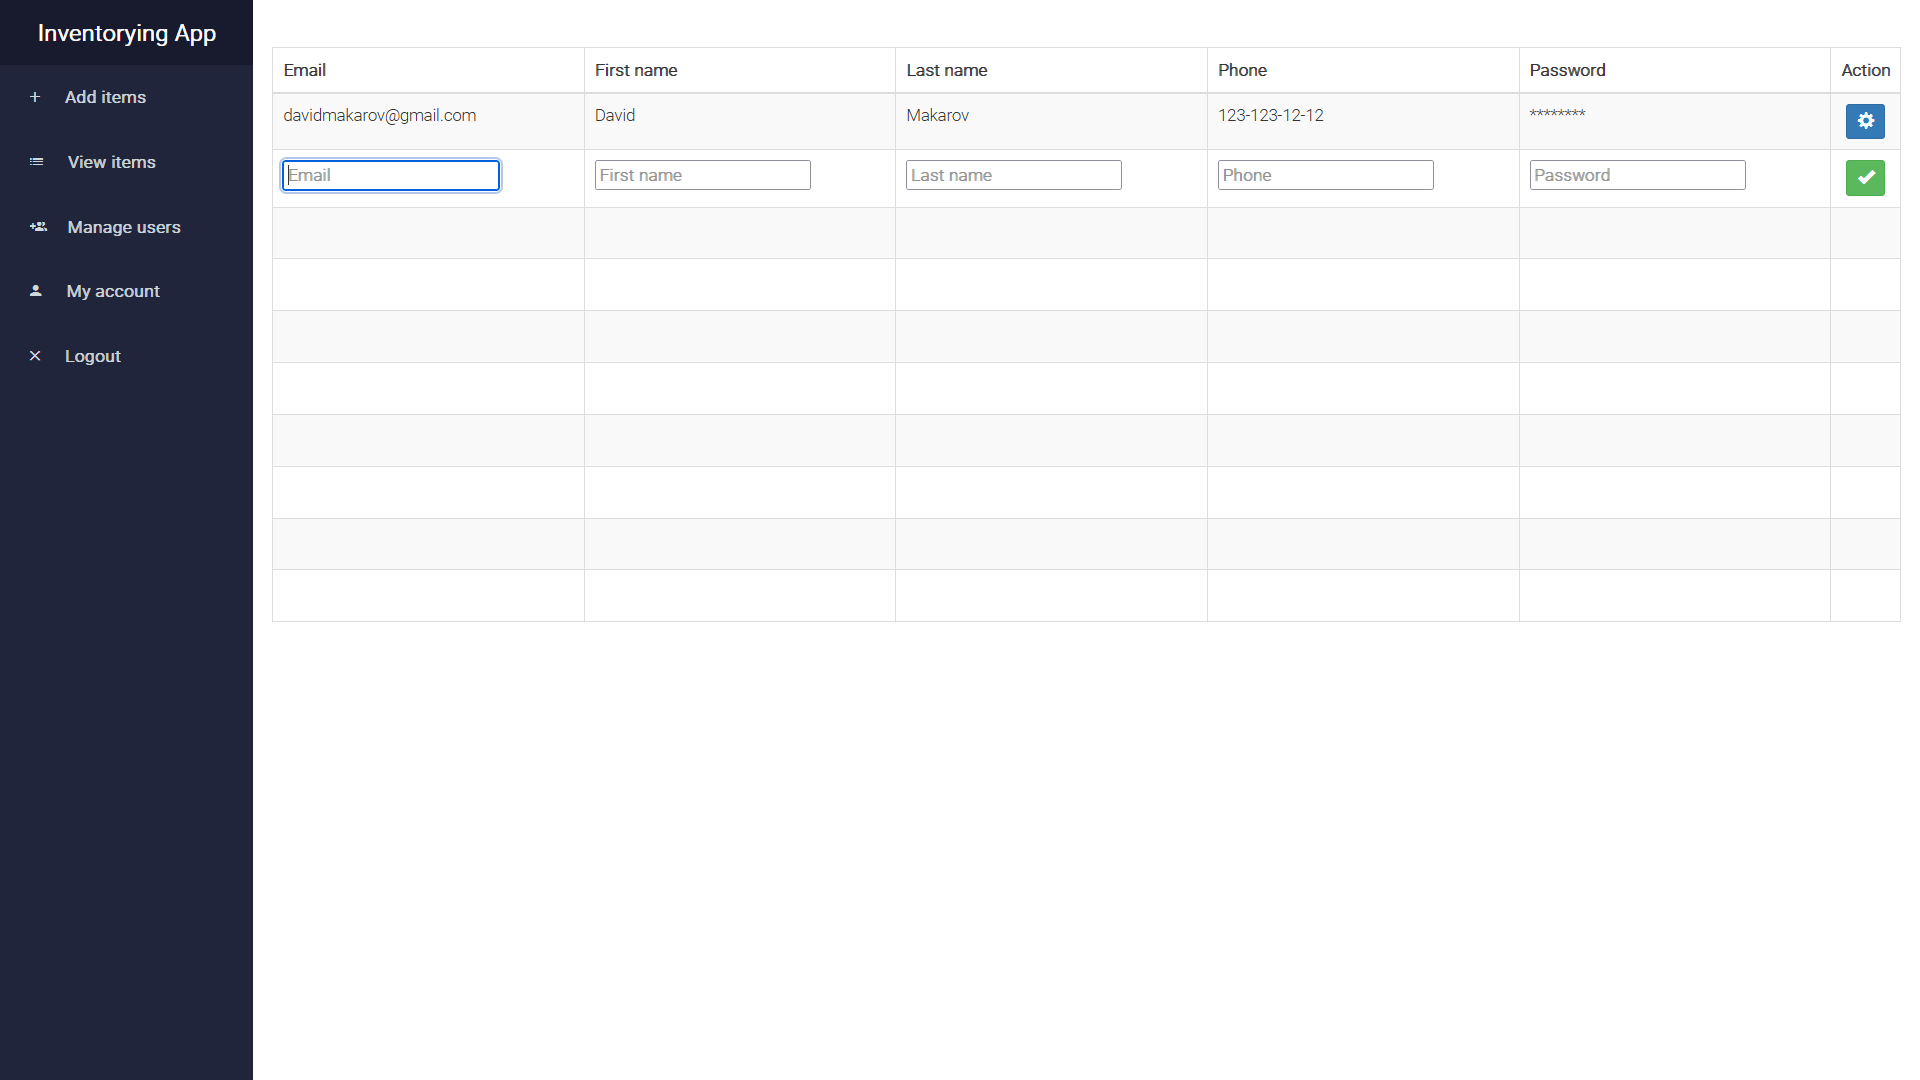 Inventorying App
Add items
View items
Manage users
My account
Logout
Email First name Last name Phone Password Action
davidmakarov@gmail.com David Makarov 123-123-12-12 ********
Email First name Last name Phone Password